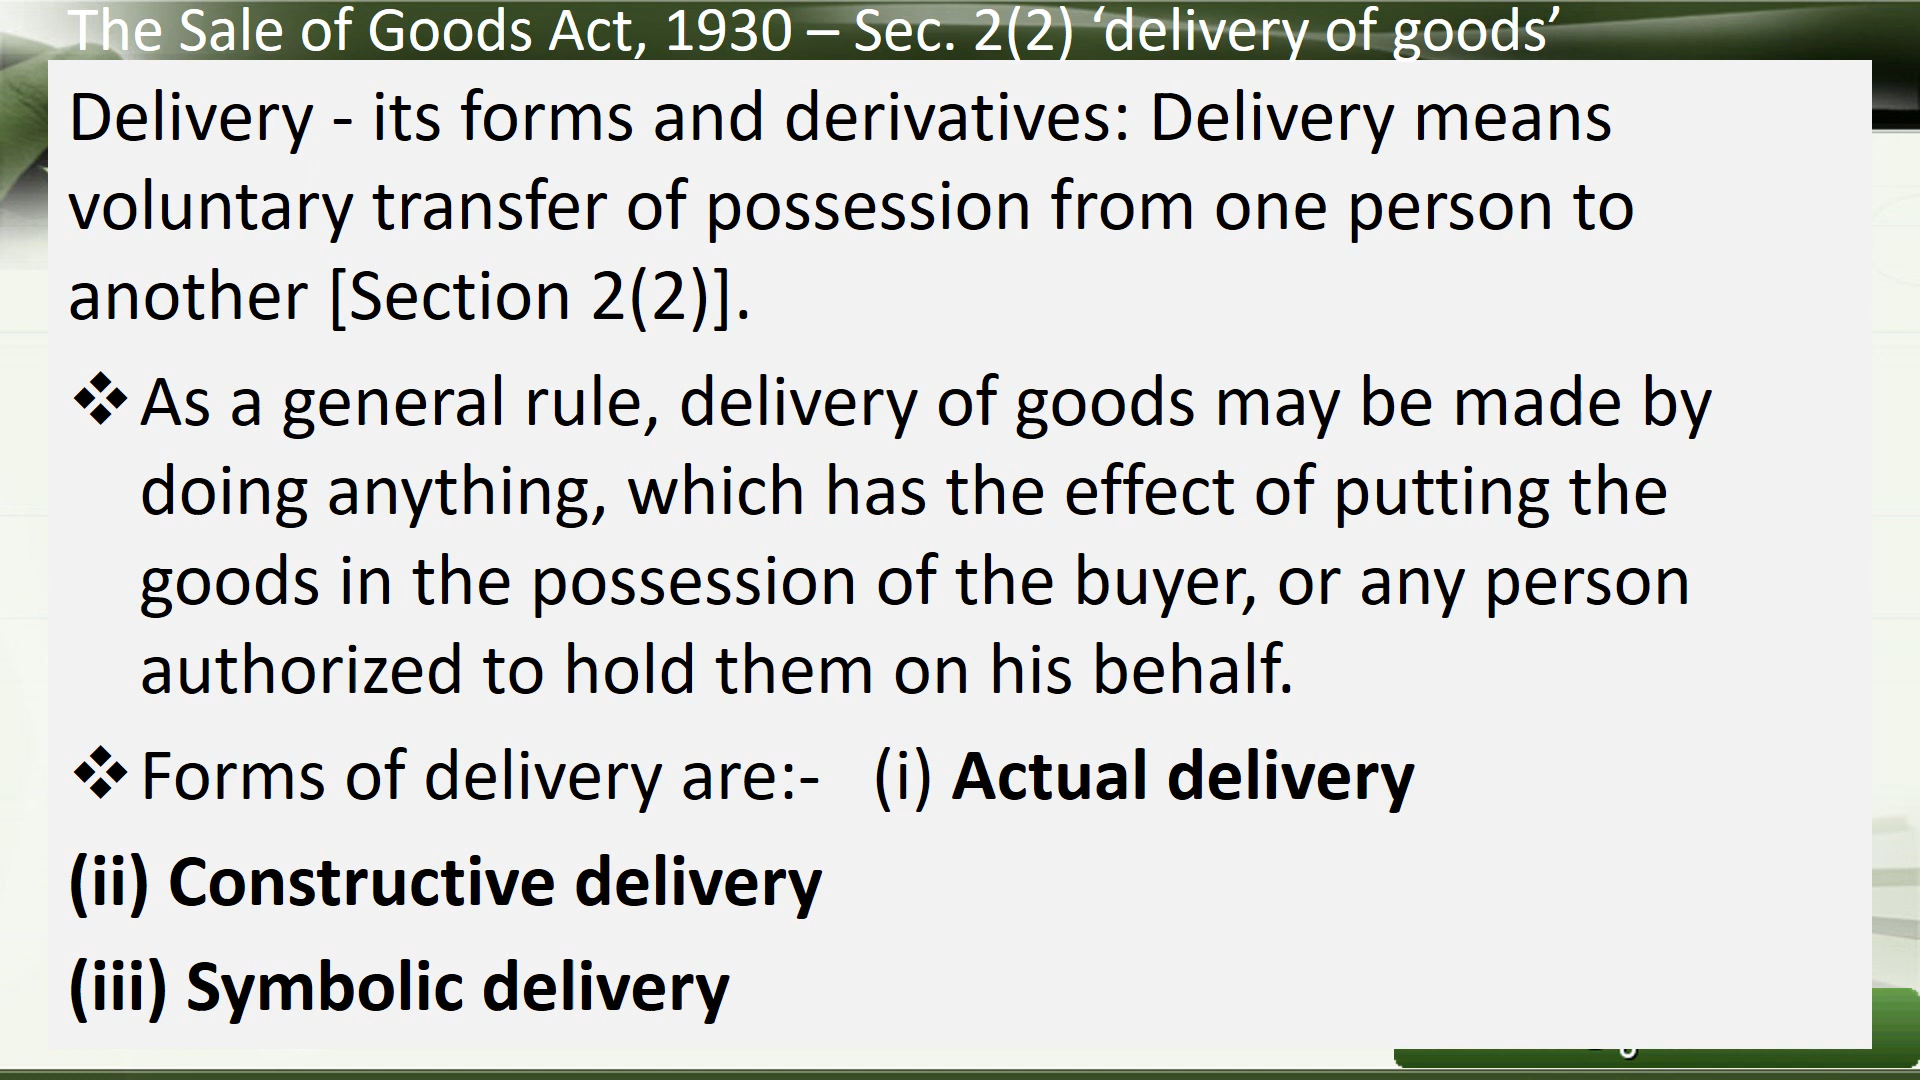 The Sale of Goods Act, 1930 – Sec. 2(2) ‘delivery of goods’
Delivery - its forms and derivatives: Delivery means
voluntary transfer of possession from one person to
another [Section 2(2)].
❖ As a general rule, delivery of goods may be made by
doing anything, which has the effect of putting the
goods in the possession of the buyer, or any person
authorized to hold them on his behalf.
❖ Forms of delivery are:- (i) Actual delivery
(ii) Constructive delivery
(iii) Symbolic delivery